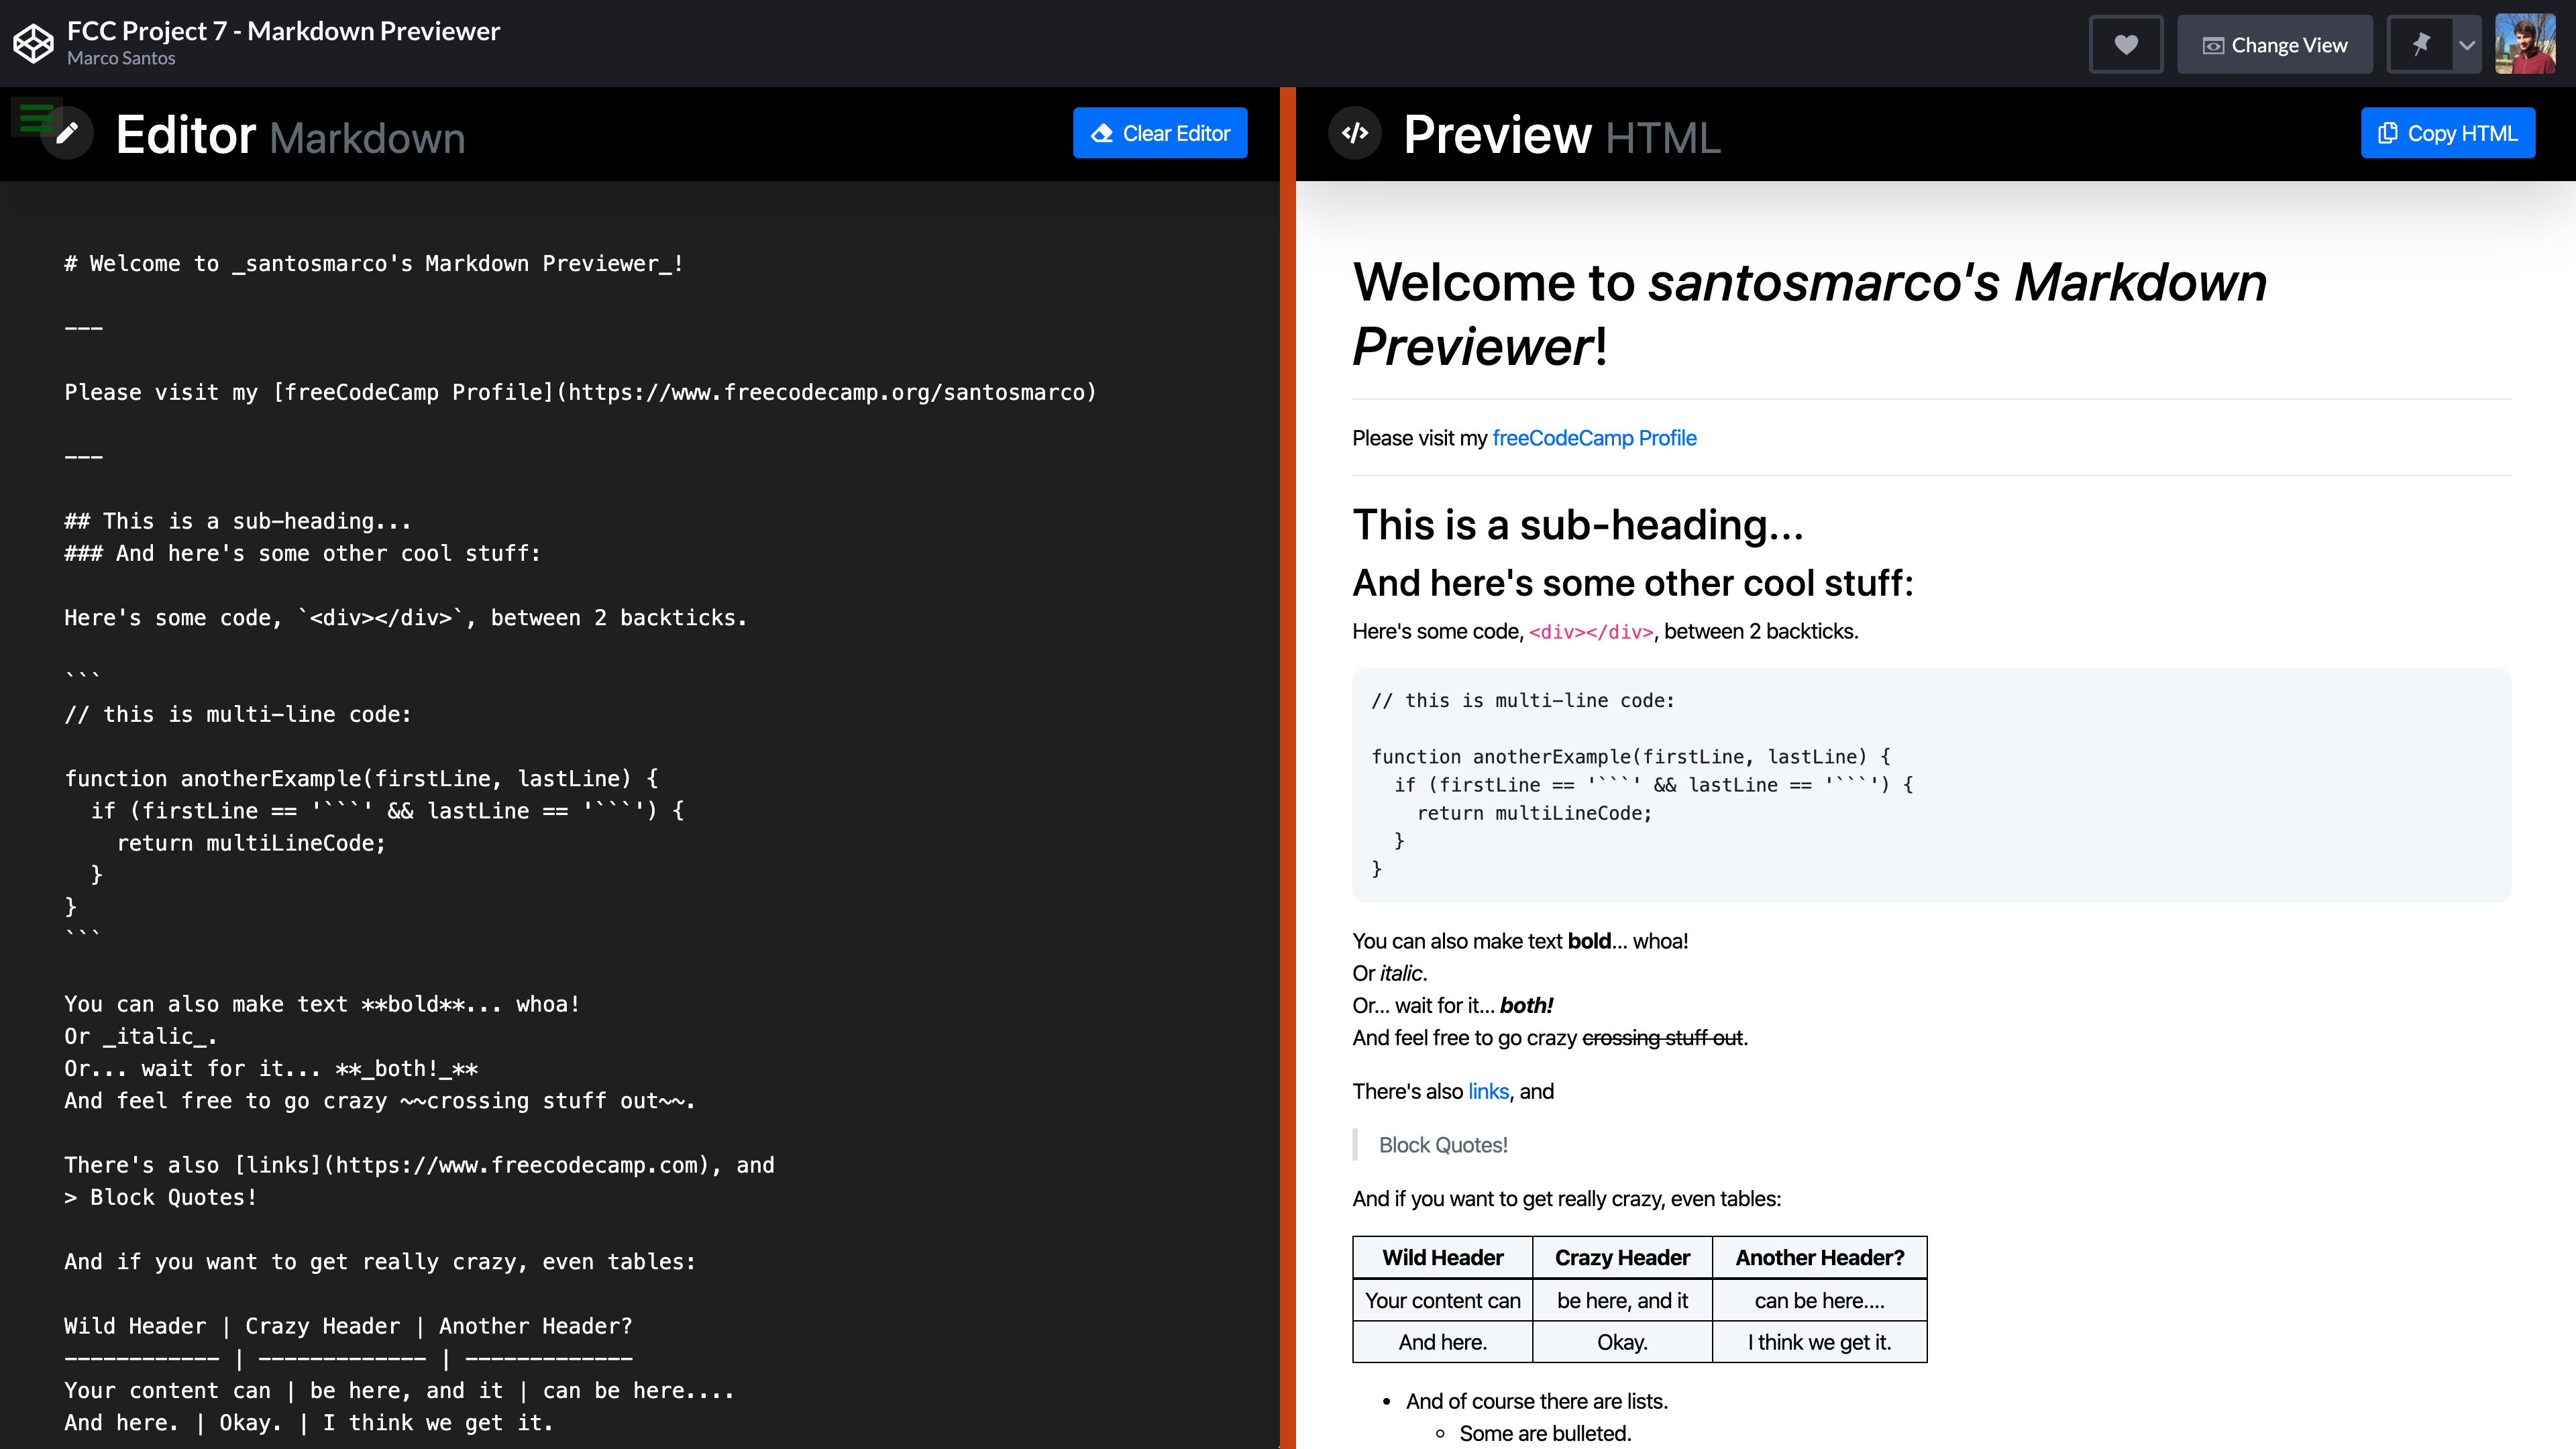 FCC Project 7 - Markdown Previewer
Marco Santos
Change View
Editor Markdown
Clear Editor
# Welcome to _santosmarco's Markdown Previewer_!
---
Please visit my [freeCodeCamp Profile](https://www.freecodecamp.org/santosmarco)
---
## This is a sub-heading...
### And here's some other cool stuff:
Here's some code, `<div></div>`, between 2 backticks.
```
// this is multi-line code:
function anotherExample(firstLine, lastLine) {
  if (firstLine == '```' && lastLine == '```') {
    return multiLineCode;
  }
}
```
You can also make text **bold**... whoa!
Or _italic_.
Or... wait for it... **_both!_**
And feel free to go crazy ~~crossing stuff out~~.
There's also [links](https://www.freecodecamp.com), and
> Block Quotes!
And if you want to get really crazy, even tables:
Wild Header | Crazy Header | Another Header?
------------ | ------------- | -------------
Your content can | be here, and it | can be here....
And here. | Okay. | I think we get it.
Preview HTML
Copy HTML
Welcome to santosmarco's Markdown
Previewer!
Please visit my freeCodeCamp Profile
This is a sub-heading...
And here's some other cool stuff:
Here's some code, <div></div>, between 2 backticks.
// this is multi-line code:
function anotherExample(firstLine, lastLine) {
  if (firstLine == '```' && lastLine == '```') {
    return multiLineCode;
  }
}
You can also make text bold... whoa!
Or italic.
Or... wait for it... both!
And feel free to go crazy crossing stuff out.
There's also links, and
Block Quotes!
And if you want to get really crazy, even tables:
Wild Header Crazy Header Another Header?
Your content can be here, and it can be here....
And here. Okay. I think we get it.
• And of course there are lists.
◦ Some are bulleted.